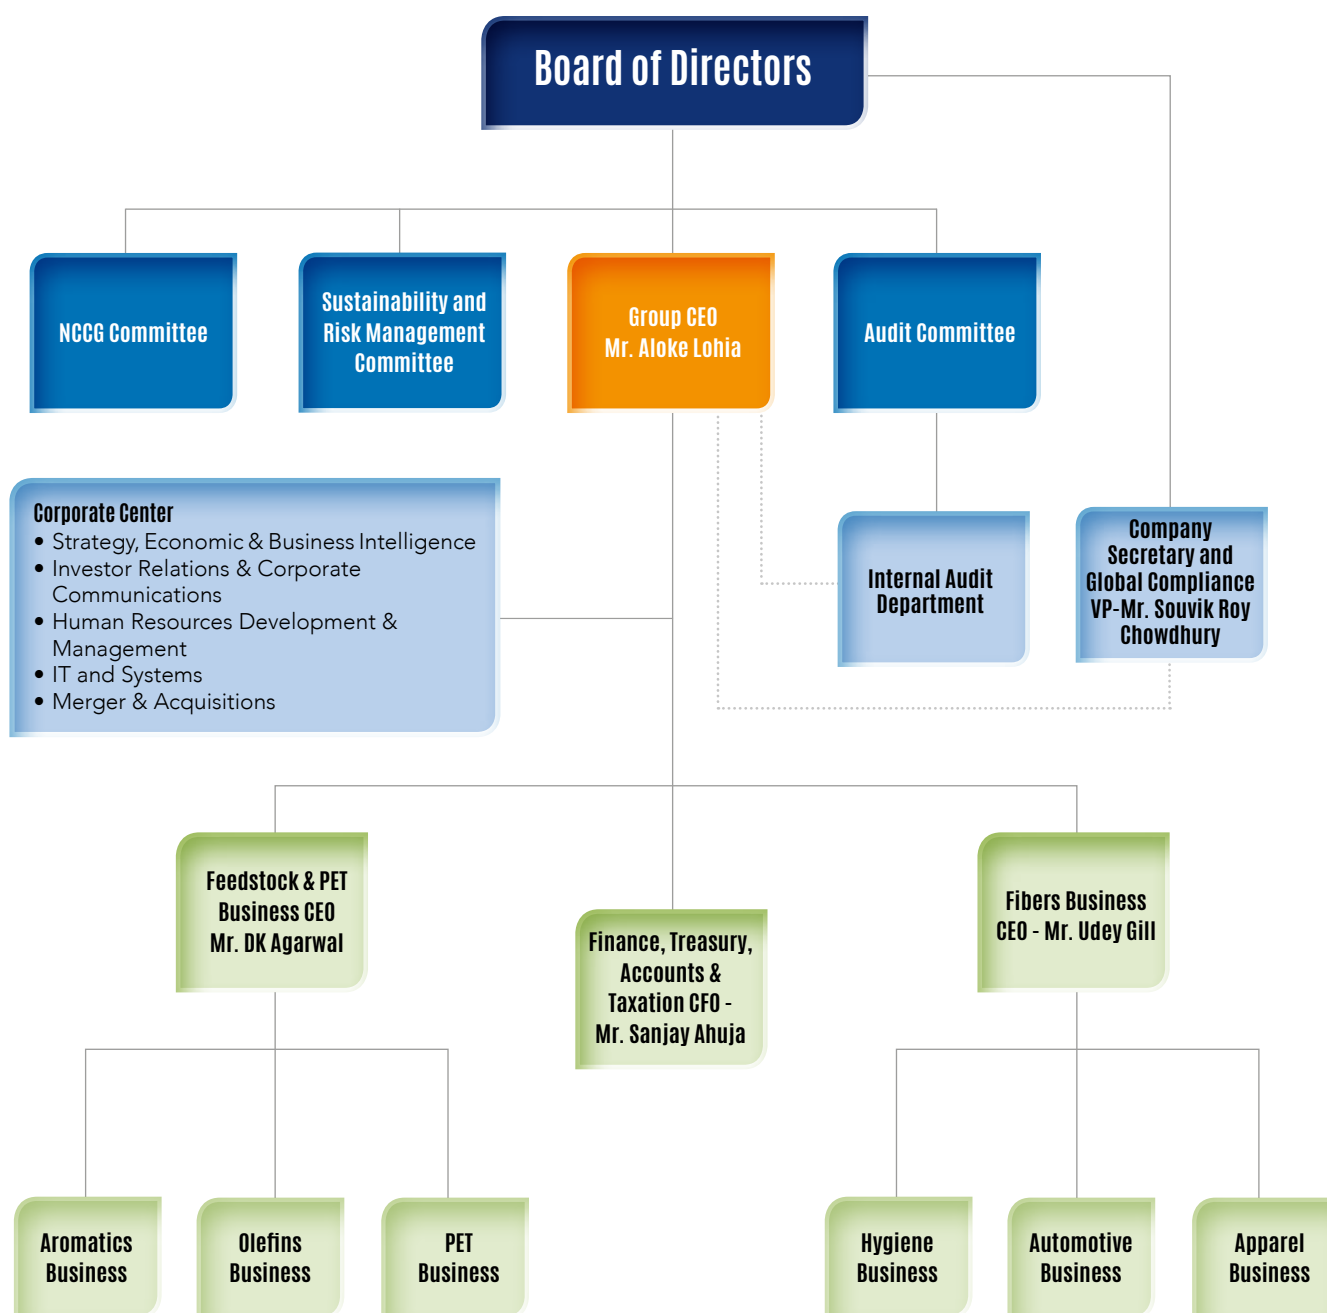 Board of Directors
NCCG Committee
Sustainability and
Risk Management
Committee
Group CEO
Mr. Aloke Lohia
Audit Committee
Corporate Center
• Strategy, Economic & Business Intelligence
• Investor Relations & Corporate
Communications
• Human Resources Development &
Management
• IT and Systems
• Merger & Acquisitions
Internal Audit
Department
Company
Secretary and
Global Compliance
VP-Mr. Souvik Roy
Chowdhury
Feedstock & PET
Business CEO
Mr. DK Agarwal
Finance, Treasury,
Accounts &
Taxation CFO -
Mr. Sanjay Ahuja
Fibers Business
CEO - Mr. Udey Gill
Aromatics
Business
Olefins
Business
PET
Business
Hygiene
Business
Automotive
Business
Apparel
Business